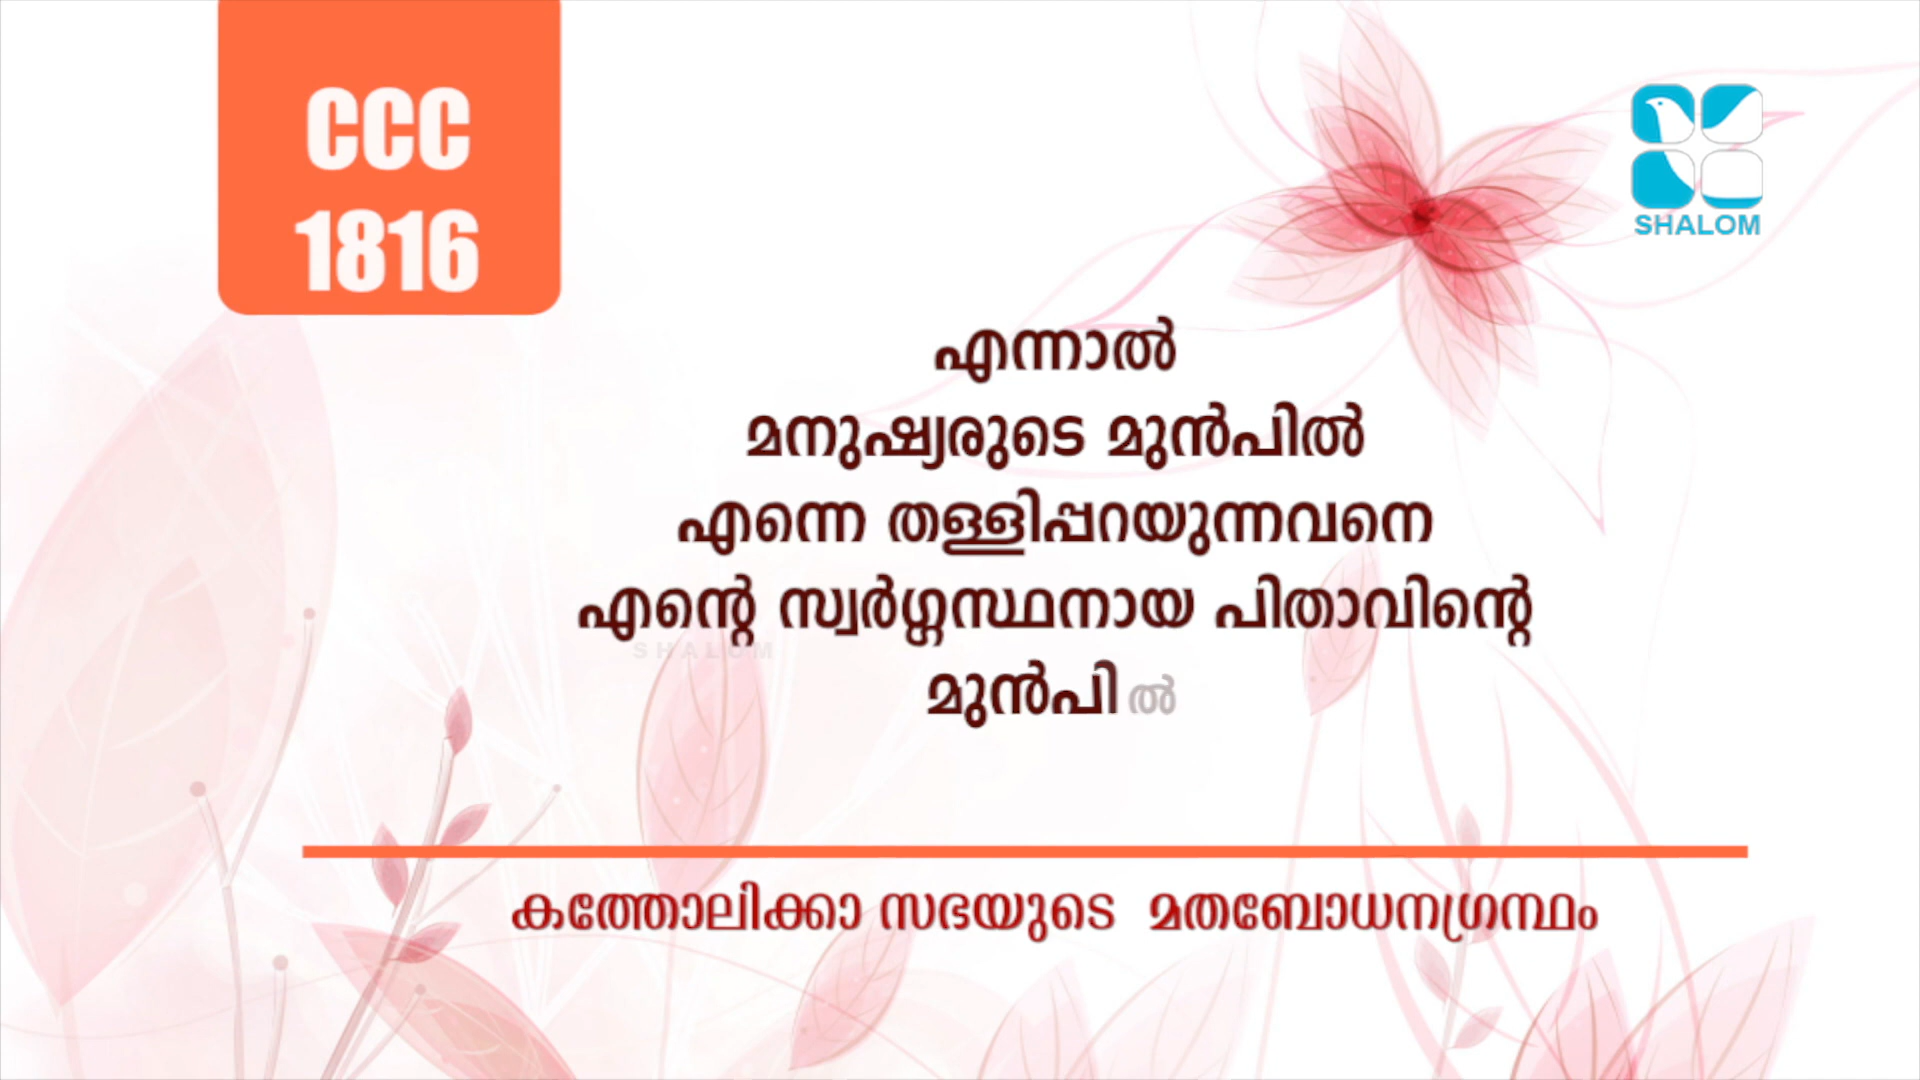 CCC
1816
SHALOM
എന്നാൽ
മനുഷ്യരുടെ മുൻപിൽ
എന്നെ തള്ളിപ്പറയുന്നവനെ
എന്റെ സ്വർഗ്ഗസ്ഥനായ പിതാവിന്റെ
SHALOM
മുൻപിൽ
കത്തോലിക്കാ സഭയുടെ മതബോധനഗ്രന്ഥം